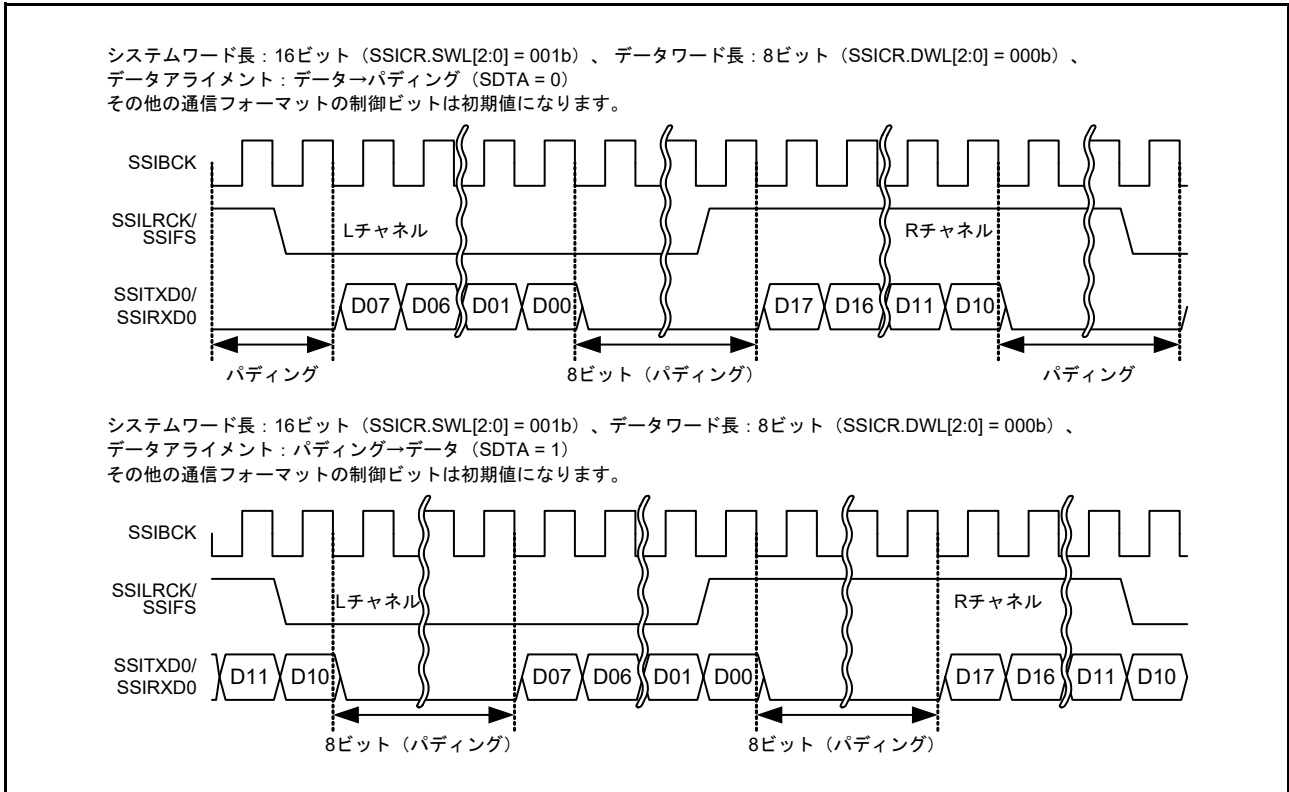 システムワード長：16ビット（SSICR.SWL[2:0] = 001b）、データワード長：8ビット（SSICR.DWL[2:0] = 000b）、
データアライメント：データ→パディング（SDTA = 0）
その他の通信フォーマットの制御ビットは初期値になります。
SSIBCK
SSILRCK/
SSIFS
Lチャネル
Rチャネル
SSITXD0/
SSIRXD0
D07 D06 D01 D00 D17 D16 D11 D10
パディング
8ビット（パディング）
パディング
システムワード長：16ビット（SSICR.SWL[2:0] = 001b）、データワード長：8ビット（SSICR.DWL[2:0] = 000b）、
データアライメント：パディング→データ（SDTA = 1）
その他の通信フォーマットの制御ビットは初期値になります。
SSIBCK
SSILRCK/
SSIFS
Lチャネル
Rチャネル
SSITXD0/
SSIRXD0
D11 D10 D07 D06 D01 D00 D17 D16 D11 D10
8ビット（パディング）
8ビット（パディング）